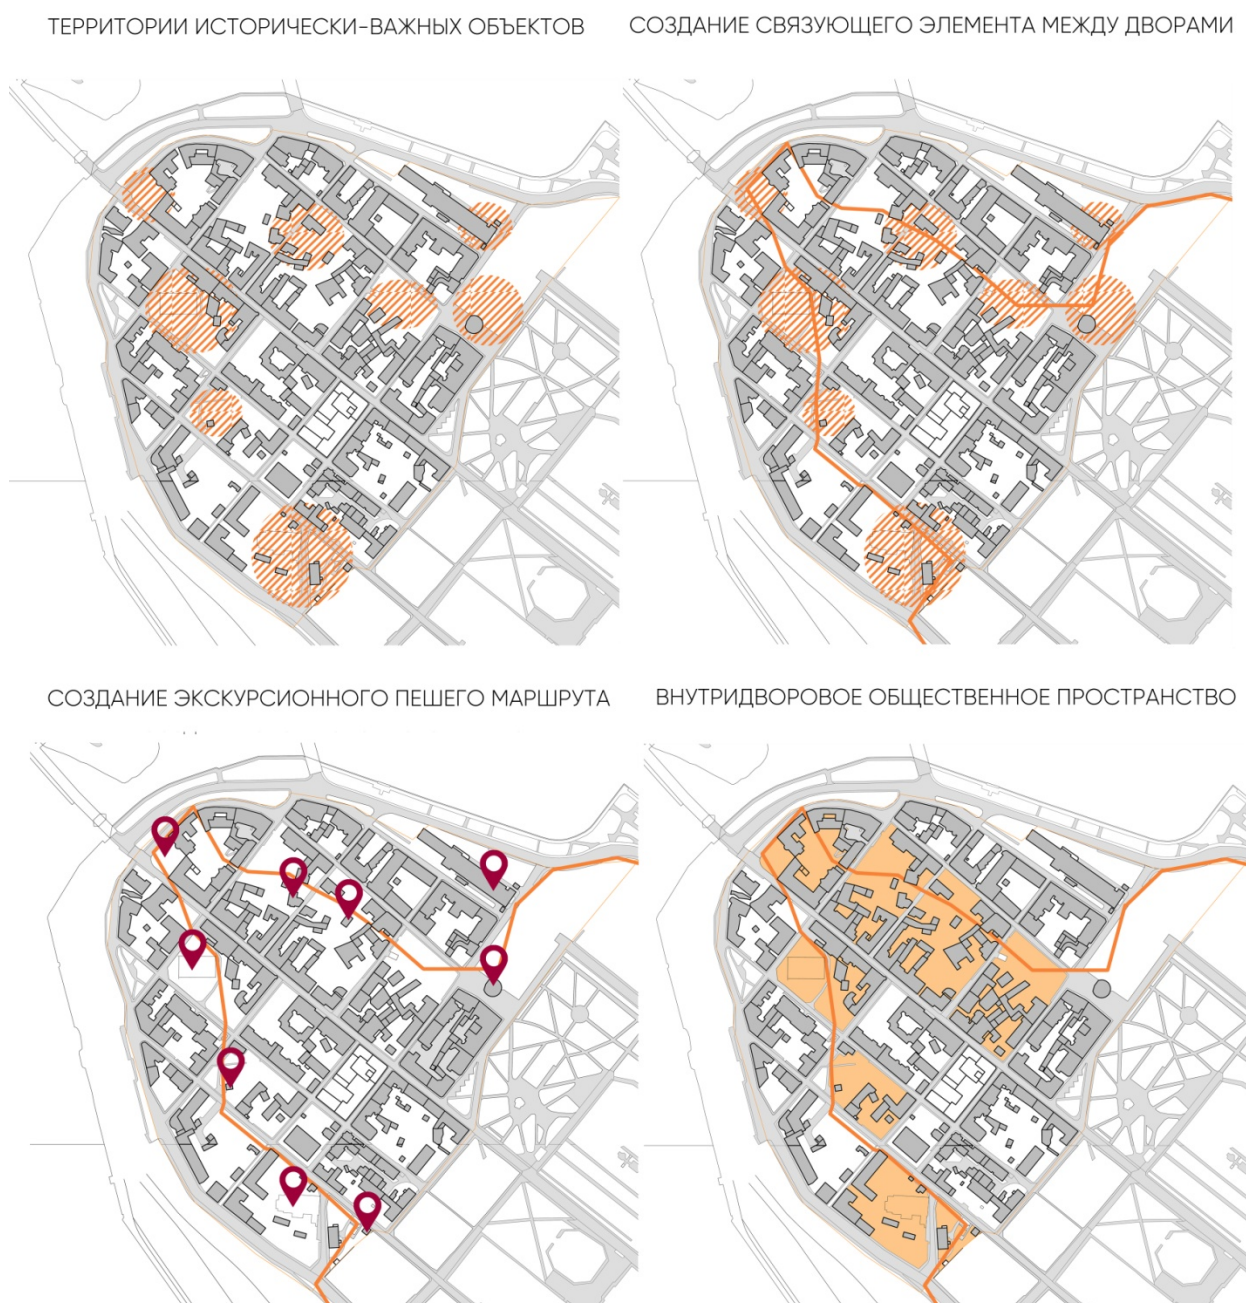 ТЕРРИТОРИИ ИСТОРИЧЕСКИ-ВАЖНЫХ ОБЪЕКТОВ
СОЗДАНИЕ СВЯЗУЮЩЕГО ЭЛЕМЕНТА МЕЖДУ ДВОРАМИ
СОЗДАНИЕ ЭКСКУРСИОННОГО ПЕШЕГО МАРШРУТА
ВНУТРИДВОРОВОЕ ОБЩЕСТВЕННОЕ ПРОСТРАНСТВО